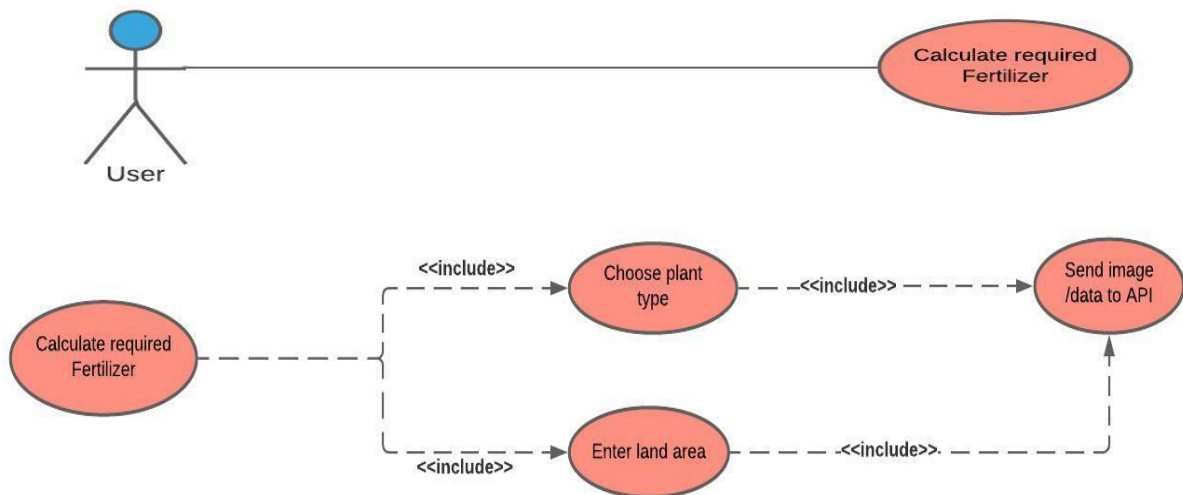 Calculate required
Fertilizer
User
<<include>>
Choose plant
type
<<include>>
Send image
/data to API
Calculate required
Fertilizer
<<include>>
Enter land area
<<include>>